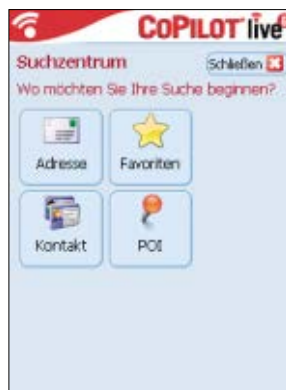 CoPilot live
Suchzentrum
Schließen
Wo möchten Sie Ihre Suche beginnen?
Adresse
Favoriten
Kontakt
POI